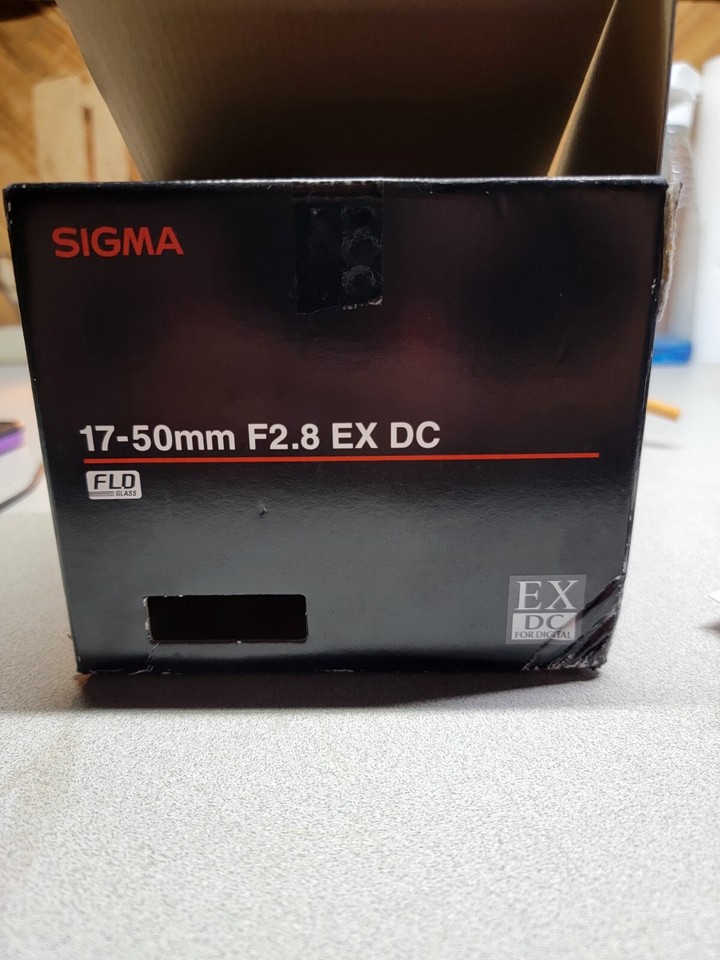 SIGMA
17-50mm F2.8 EX DC
FLD
GLASS
EX
DC
FOR DIGITAL